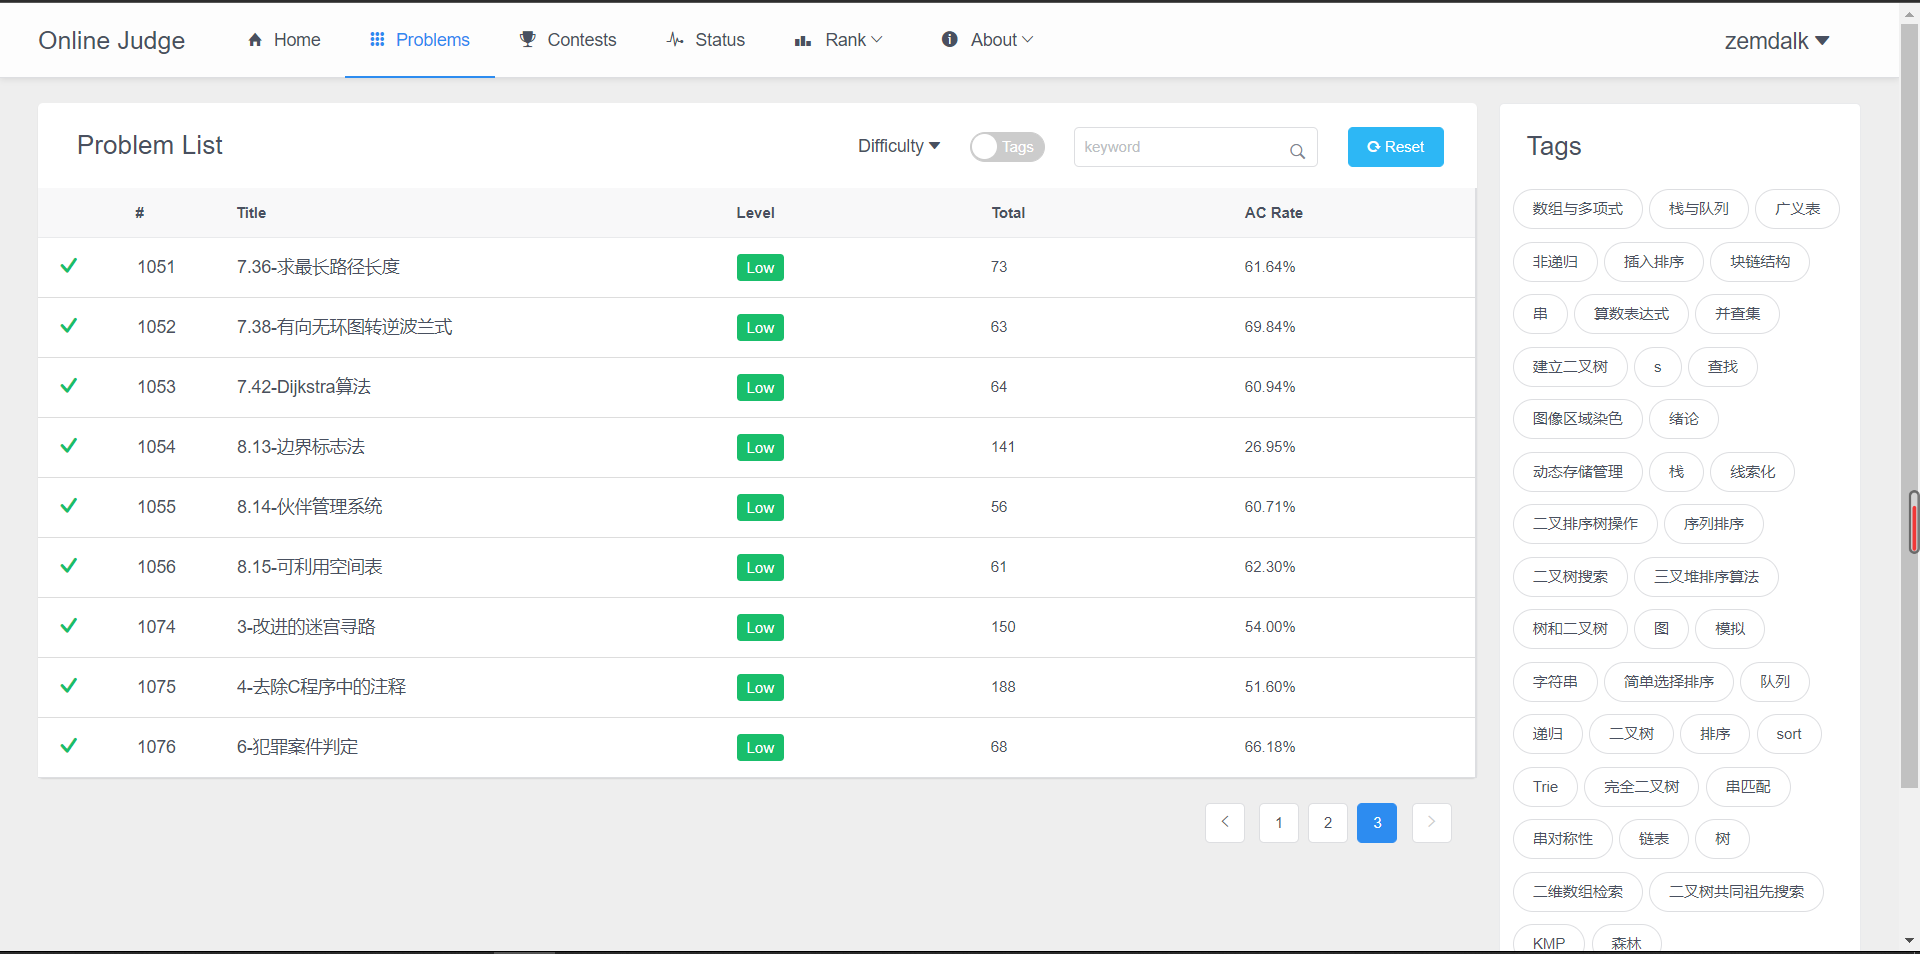 Online Judge Home Problems Contests Status Rank About zemdalk
Problem List Difficulty Tags keyword Reset
# Title Level Total AC Rate
1051 7.36-求最长路径长度 Low 73 61.64%
1052 7.38-有向无环图转逆波兰式 Low 63 69.84%
1053 7.42-Dijkstra算法 Low 64 60.94%
1054 8.13-边界标志法 Low 141 26.95%
1055 8.14-伙伴管理系统 Low 56 60.71%
1056 8.15-可利用空间表 Low 61 62.30%
1074 3-改进的迷宫寻路 Low 150 54.00%
1075 4-去除C程序中的注释 Low 188 51.60%
1076 6-犯罪案件判定 Low 68 66.18%
1 2 3
Tags
数组与多项式 栈与队列 广义表
非递归 插入排序 块链结构
串 算数表达式 并查集
建立二叉树 s 查找
图像区域染色 绪论
动态存储管理 栈 线索化
二叉排序树操作 序列排序
二叉树搜索 三叉堆排序算法
树和二叉树 图 模拟
字符串 简单选择排序 队列
递归 二叉树 排序 sort
Trie 完全二叉树 串匹配
串对称性 链表 树
二维数组检索 二叉树共同祖先搜索
KMP 森林